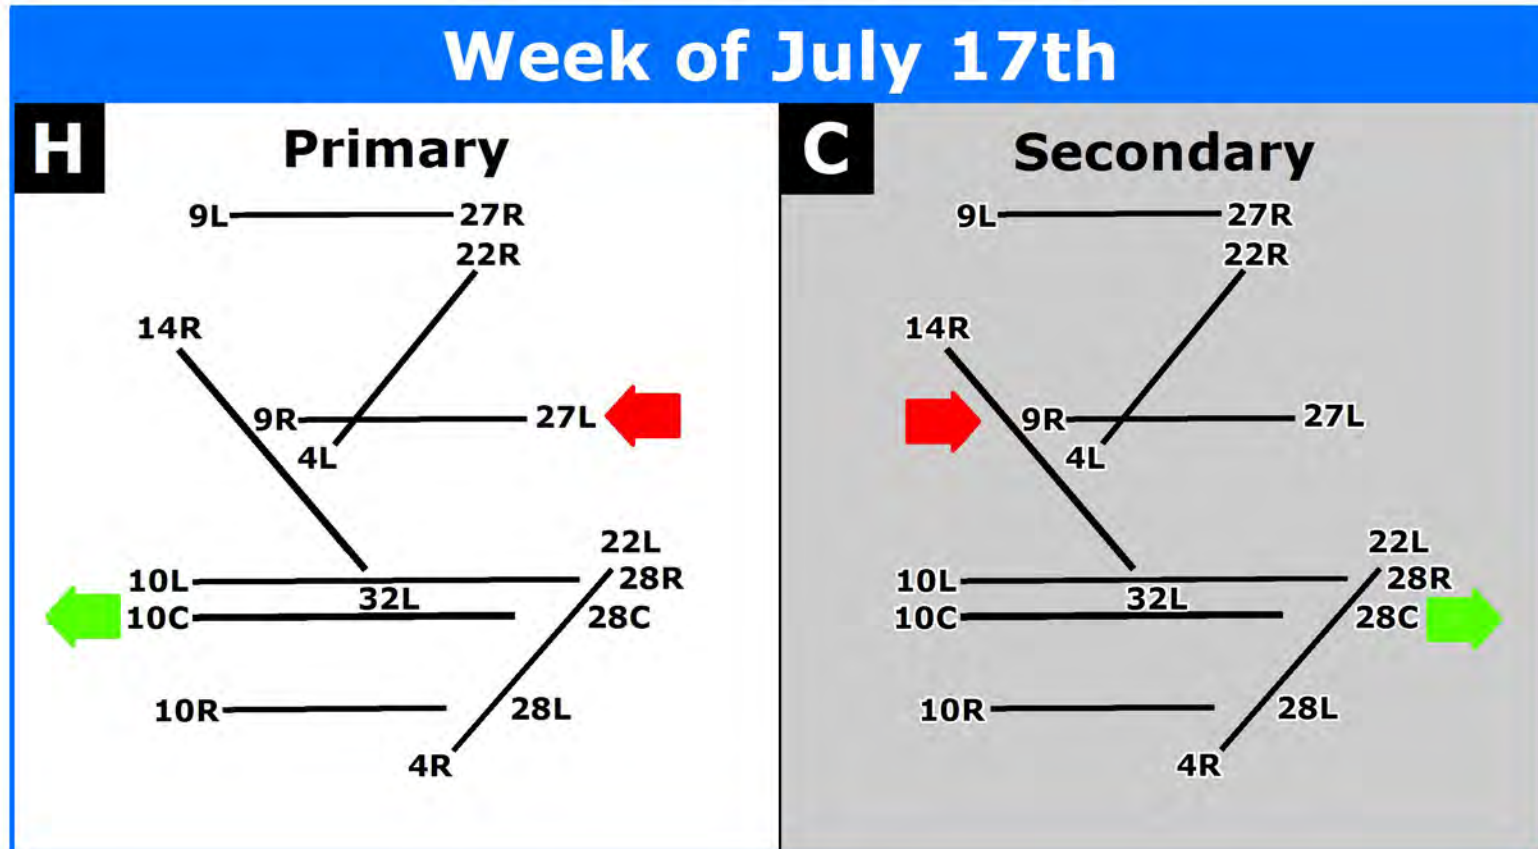 Week of July 17th
H Primary
9L 27R
22R
14R
9R 27L
4L
22L
10L 28R
32L
10C 28C
10R 28L
4R
C Secondary
9L 27R
22R
14R
9R 27L
4L
22L
10L 28R
32L
10C 28C
10R 28L
4R